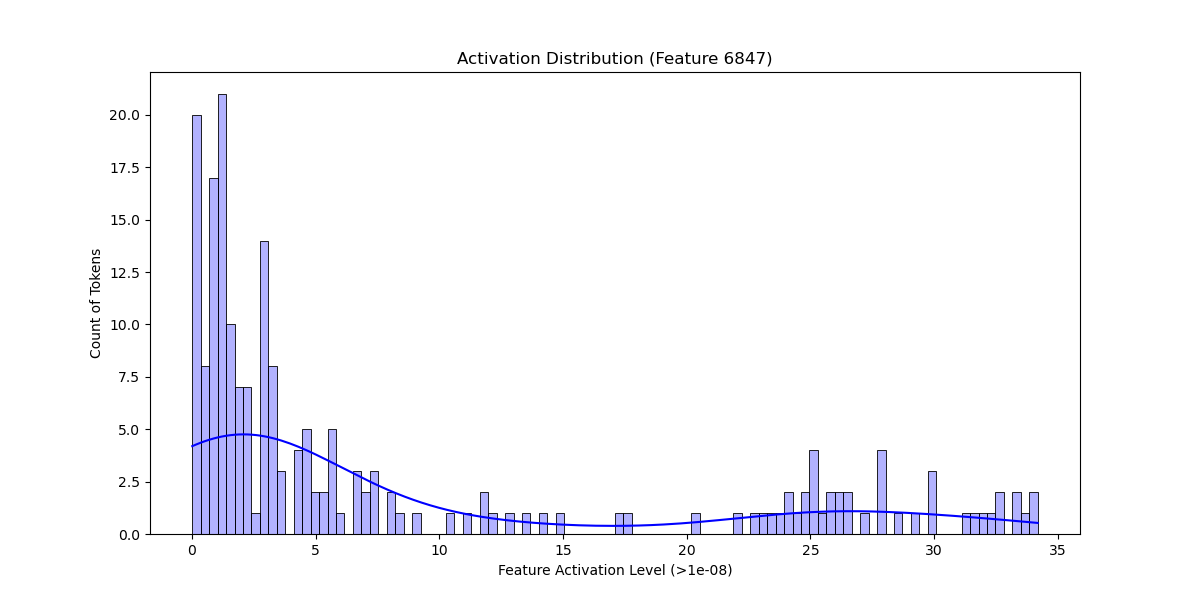 Activation Distribution (Feature 6847)
20.0
17.5
15.0
12.5
10.0
7.5
5.0
2.5
0.0
Count of Tokens
0 5 10 15 20 25 30 35
Feature Activation Level (>1e-08)